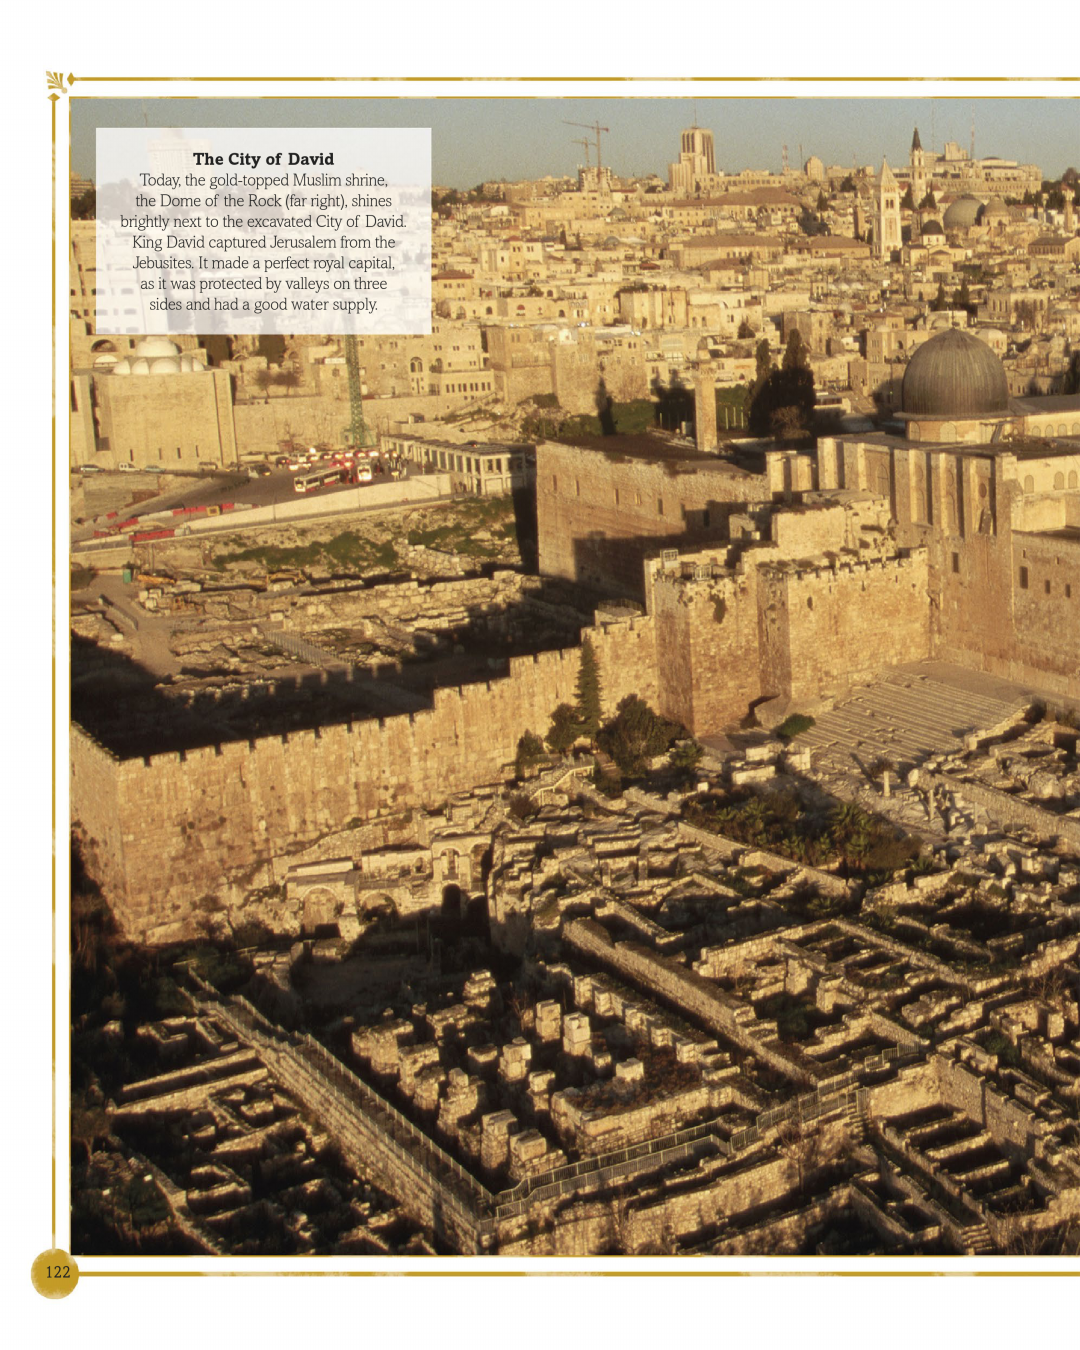 The City of David
Today, the gold-topped Muslim shrine,
the Dome of the Rock (far right), shines
brightly next to the excavated City of David.
King David captured Jerusalem from the
Jebusites. It made a perfect royal capital,
as it was protected by valleys on three
sides and had a good water supply.
122